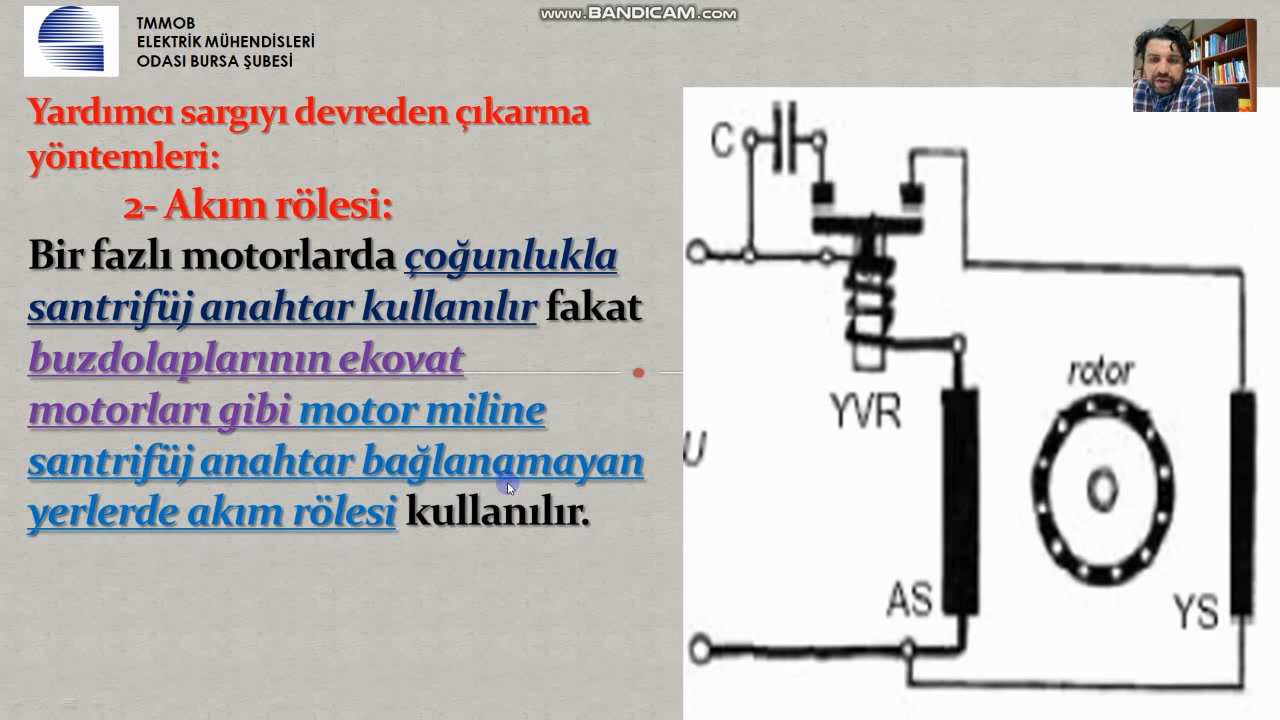 www.BANDICAM.com
TMMOB
ELEKTRİK MÜHENDİSLERİ
ODASI BURSA ŞUBESİ
Yardımcı sargıyı devreden çıkarma
yöntemleri:
2- Akım rölesi:
Bir fazlı motorlarda çoğunlukla
santrifüj anahtar kullanılır fakat
buzdolaplarının ekovat
motorları gibi motor miline
santrifüj anahtar bağlanamayan
yerlerde akım rölesi kullanılır.
C
YVR
rotor
U
AS
YS